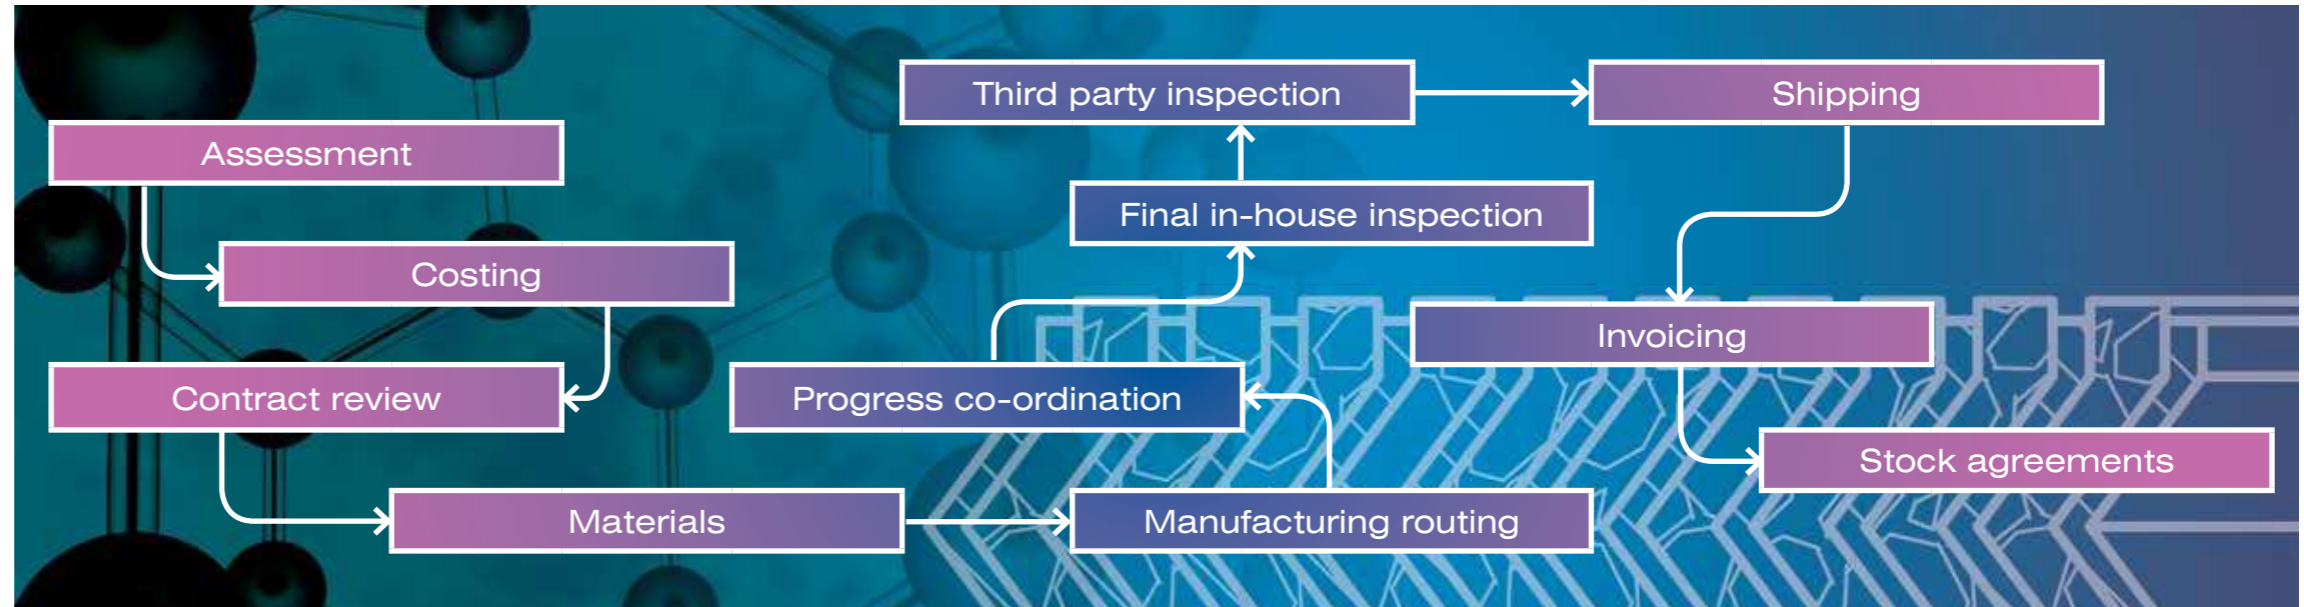 Assessment
Costing
Contract review
Materials
Manufacturing routing
Progress co-ordination
Final in-house inspection
Third party inspection
Shipping
Invoicing
Stock agreements